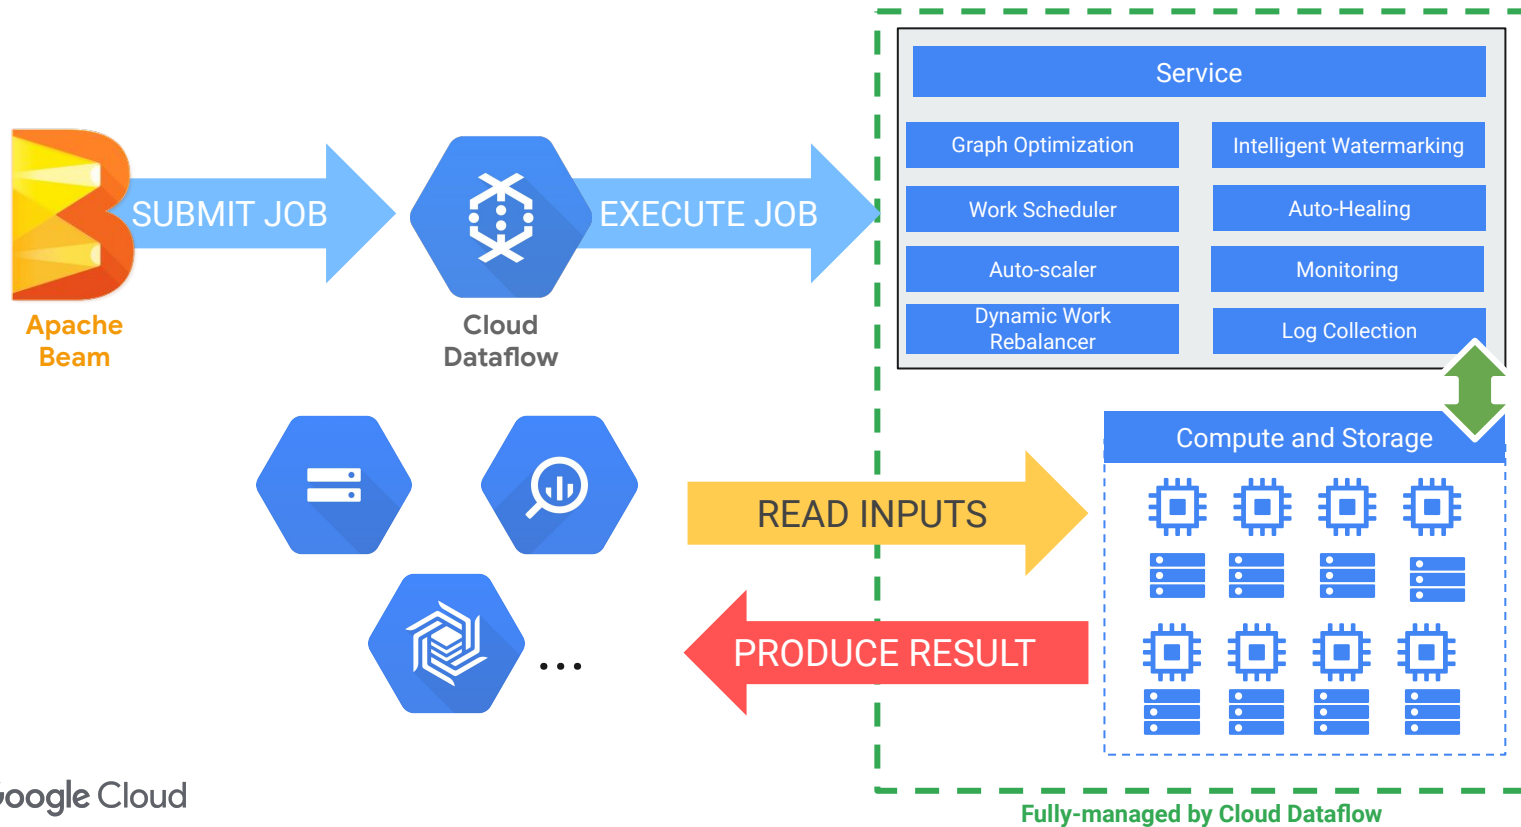 Service
Graph Optimization
Intelligent Watermarking
Work Scheduler
Auto-Healing
Auto-scaler
Monitoring
Dynamic Work
Rebalancer
Log Collection
SUBMIT JOB
EXECUTE JOB
Apache
Beam
Cloud
Dataflow
Compute and Storage
READ INPUTS
PRODUCE RESULT
...
Google Cloud
Fully-managed by Cloud Dataflow